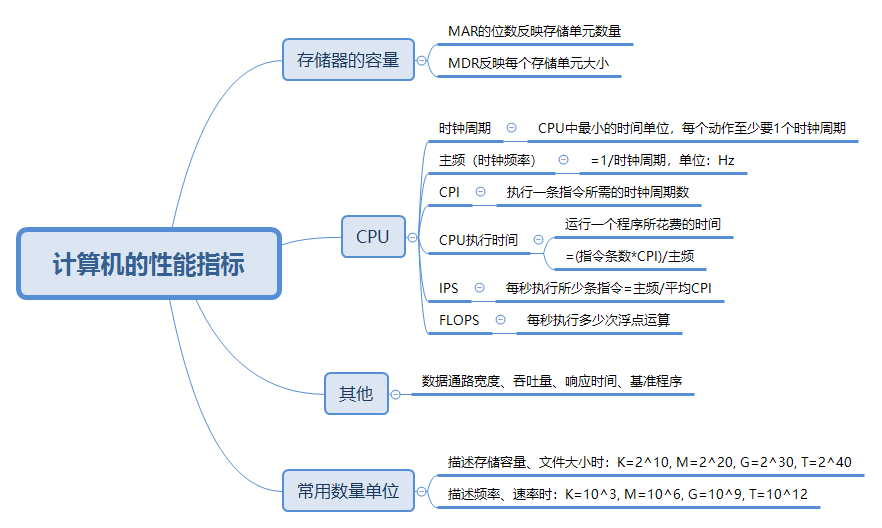 计算机的性能指标
存储器的容量
MAR的位数反映存储单元数量
MDR反映每个存储单元大小
CPU
时钟周期
CPU中最小的时间单位，每个动作至少要1个时钟周期
主频（时钟频率）
=1/时钟周期，单位：Hz
CPI
执行一条指令所需的时钟周期数
CPU执行时间
运行一个程序所花费的时间
=(指令条数*CPI)/主频
IPS
每秒执行所少条指令=主频/平均CPI
FLOPS
每秒执行多少次浮点运算
其他
数据通路宽度、吞吐量、响应时间、基准程序
常用数量单位
描述存储容量、文件大小时：K=2^10, M=2^20, G=2^30, T=2^40
描述频率、速率时：K=10^3, M=10^6, G=10^9, T=10^12